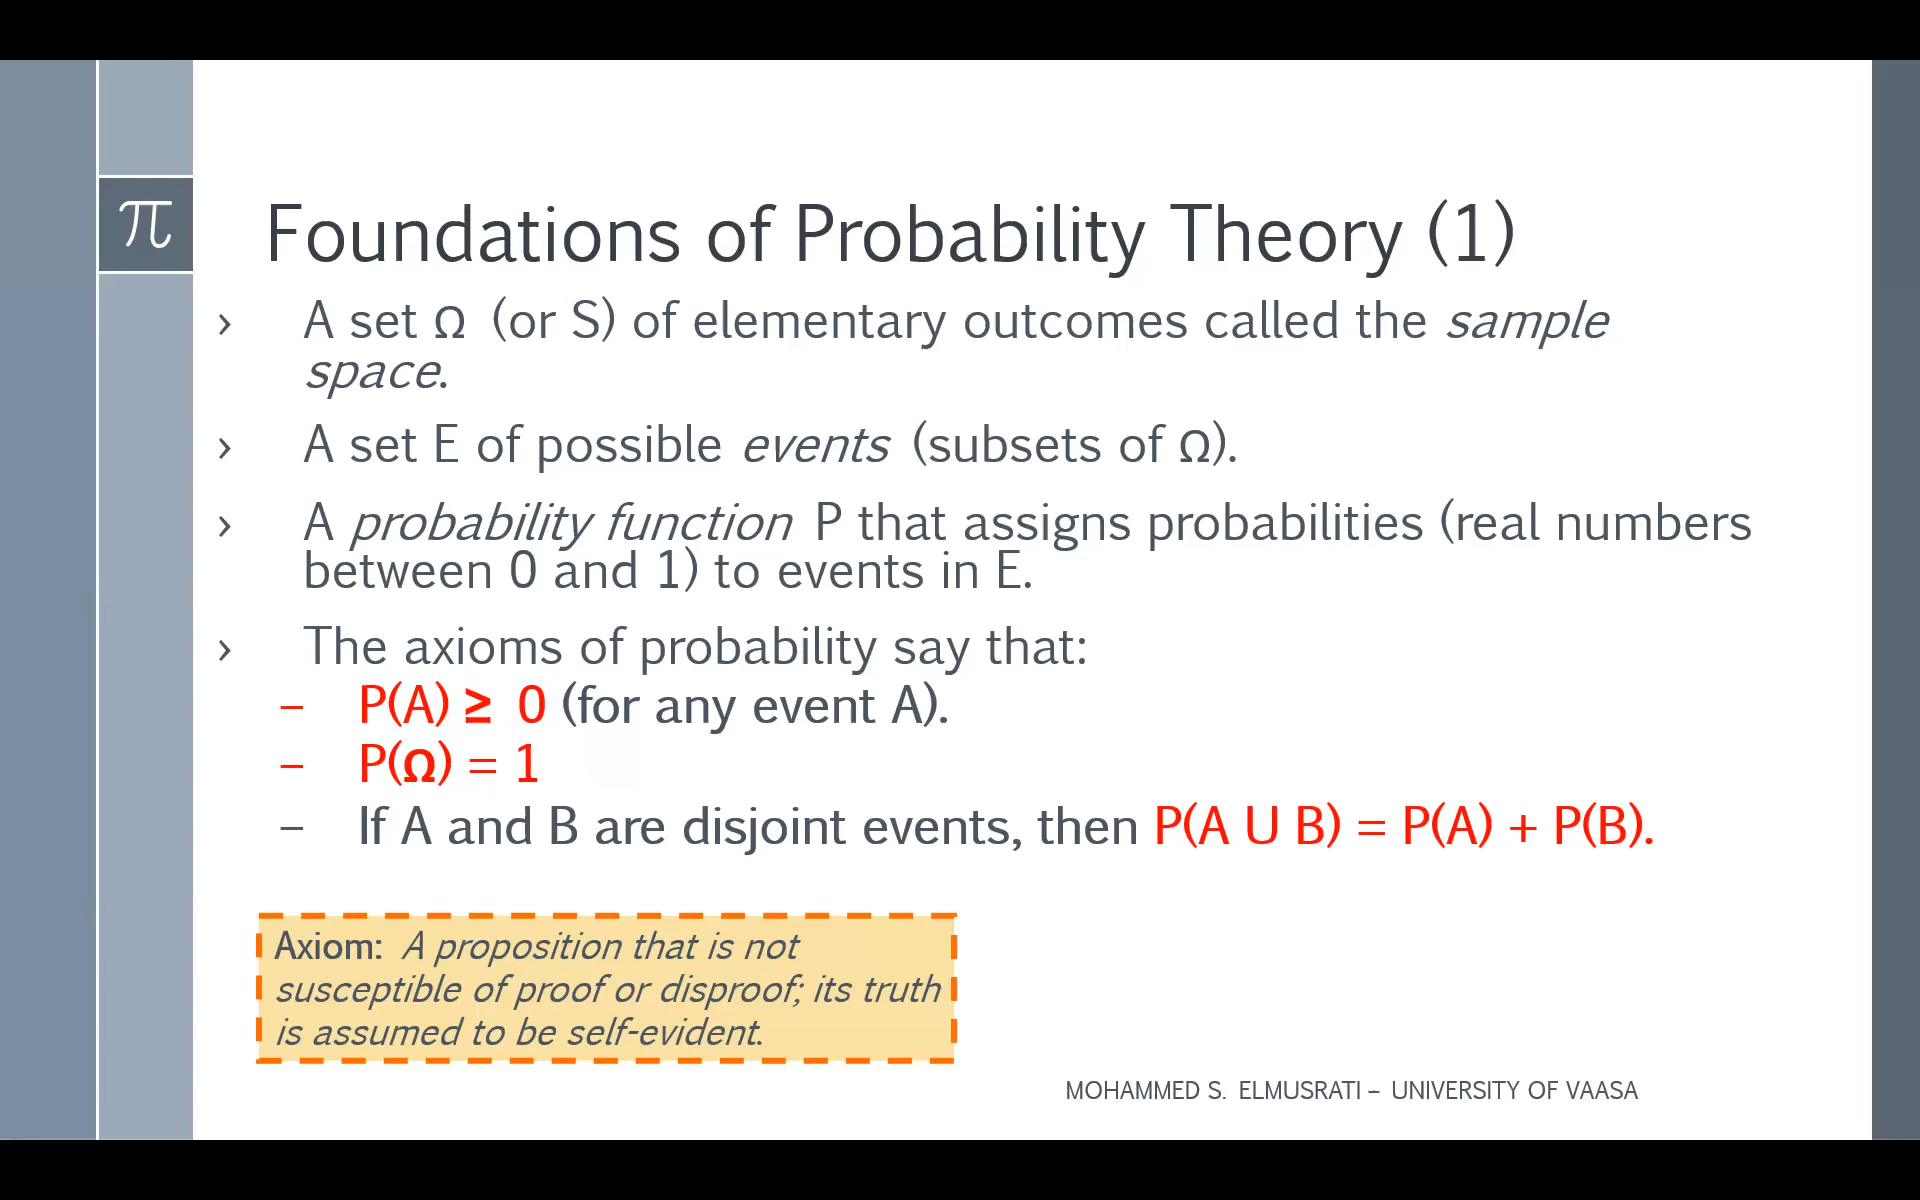 π
Foundations of Probability Theory (1)
› A set Ω (or S) of elementary outcomes called the sample
space.
› A set E of possible events (subsets of Ω).
› A probability function P that assigns probabilities (real numbers
between 0 and 1) to events in E.
› The axioms of probability say that:
– P(A) ≥ 0 (for any event A).
– P(Ω) = 1
– If A and B are disjoint events, then P(A U B) = P(A) + P(B).
Axiom: A proposition that is not
susceptible of proof or disproof; its truth
is assumed to be self-evident.
MOHAMMED S. ELMUSRATI – UNIVERSITY OF VAASA